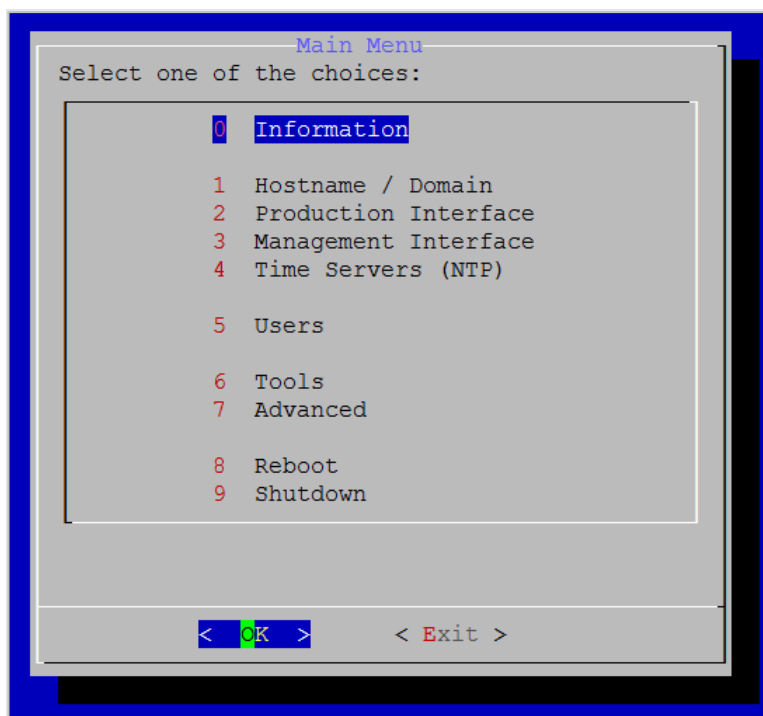 Main Menu
Select one of the choices:
0 Information
1 Hostname / Domain
2 Production Interface
3 Management Interface
4 Time Servers (NTP)
5 Users
6 Tools
7 Advanced
8 Reboot
9 Shutdown
< OK > < Exit >